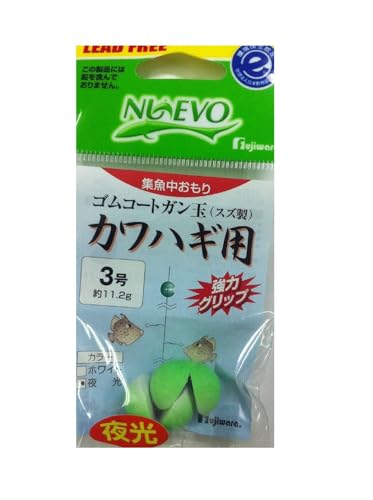 LEAD FREE
この製品には
鉛を含んで
おりません。
e
NUEVO
Fujiwara
集魚中おもり
ゴムコートガン玉(スズ製)
カワハギ用
3号
約11.2g
強力
グリップ
カラー
ホワイト
夜光
Fujiwara
夜光